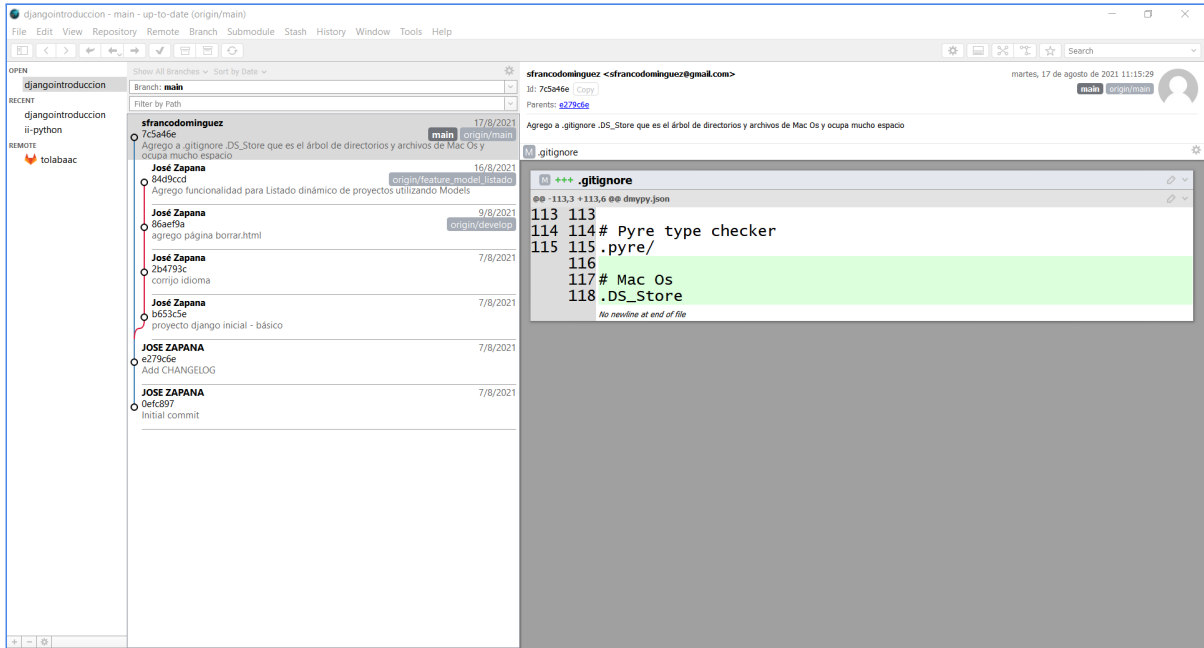 djangointroduccion - main - up-to-date (origin/main)
File Edit View Repository Remote Branch Submodule Stash History Window Tools Help
Search
OPEN
djangointroduccion
RECENT
djangointroduccion
ii-python
REMOTE
tolabaac
Show All Branches Sort by Date
Branch: main
Filter by Path
sfrancodominguez 17/8/2021
7c5a46e main origin/main
Agrego a .gitignore .DS_Store que es el árbol de directorios y archivos de Mac Os y
ocupa mucho espacio
José Zapana 16/8/2021
84d9ccd origin/feature_model_listado
Agrego funcionalidad para Listado dinámico de proyectos utilizando Models
José Zapana 9/8/2021
86aef9a origin/develop
agrego página borrar.html
José Zapana 7/8/2021
2b4793c
corrijo idioma
José Zapana 7/8/2021
b653c5e
proyecto django inicial - básico
JOSE ZAPANA 7/8/2021
e279c6e
Add CHANGELOG
JOSE ZAPANA 7/8/2021
0efc897
Initial commit
sfrancodominguez <sfrancodominguez@gmail.com> martes, 17 de agosto de 2021 11:15:29
Id: 7c5a46e Copy main origin/main
Parents: e279c6e
Agrego a .gitignore .DS_Store que es el árbol de directorios y archivos de Mac Os y ocupa mucho espacio
M .gitignore
M +++ .gitignore
@@ -113,3 +113,6 @@ dmypy.json
113 113
114 114 # Pyre type checker
115 115 .pyre/
116
117 # Mac Os
118 .DS_Store
No newline at end of file